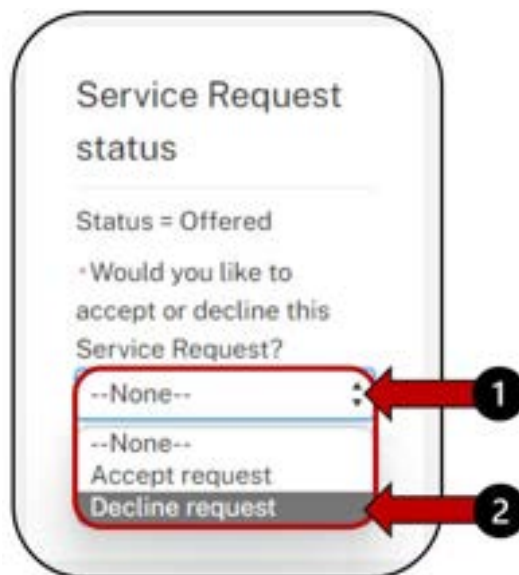 Service Request
status
Status = Offered
*Would you like to
accept or decline this
Service Request?
--None--
1
--None--
Accept request
Decline request
2